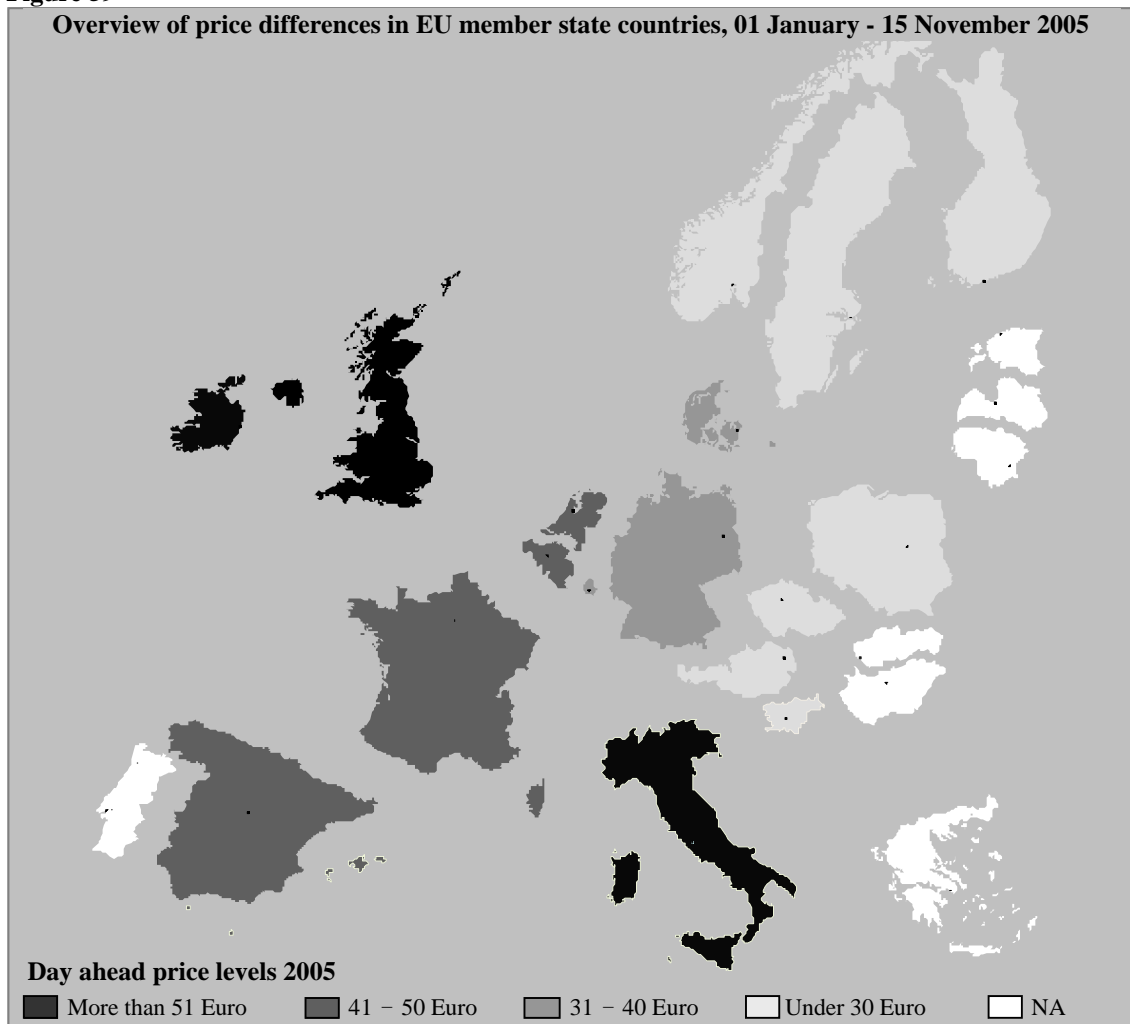 Overview of price differences in EU member state countries, 01 January - 15 November 2005
Day ahead price levels 2005
More than 51 Euro
41 – 50 Euro
31 – 40 Euro
Under 30 Euro
NA